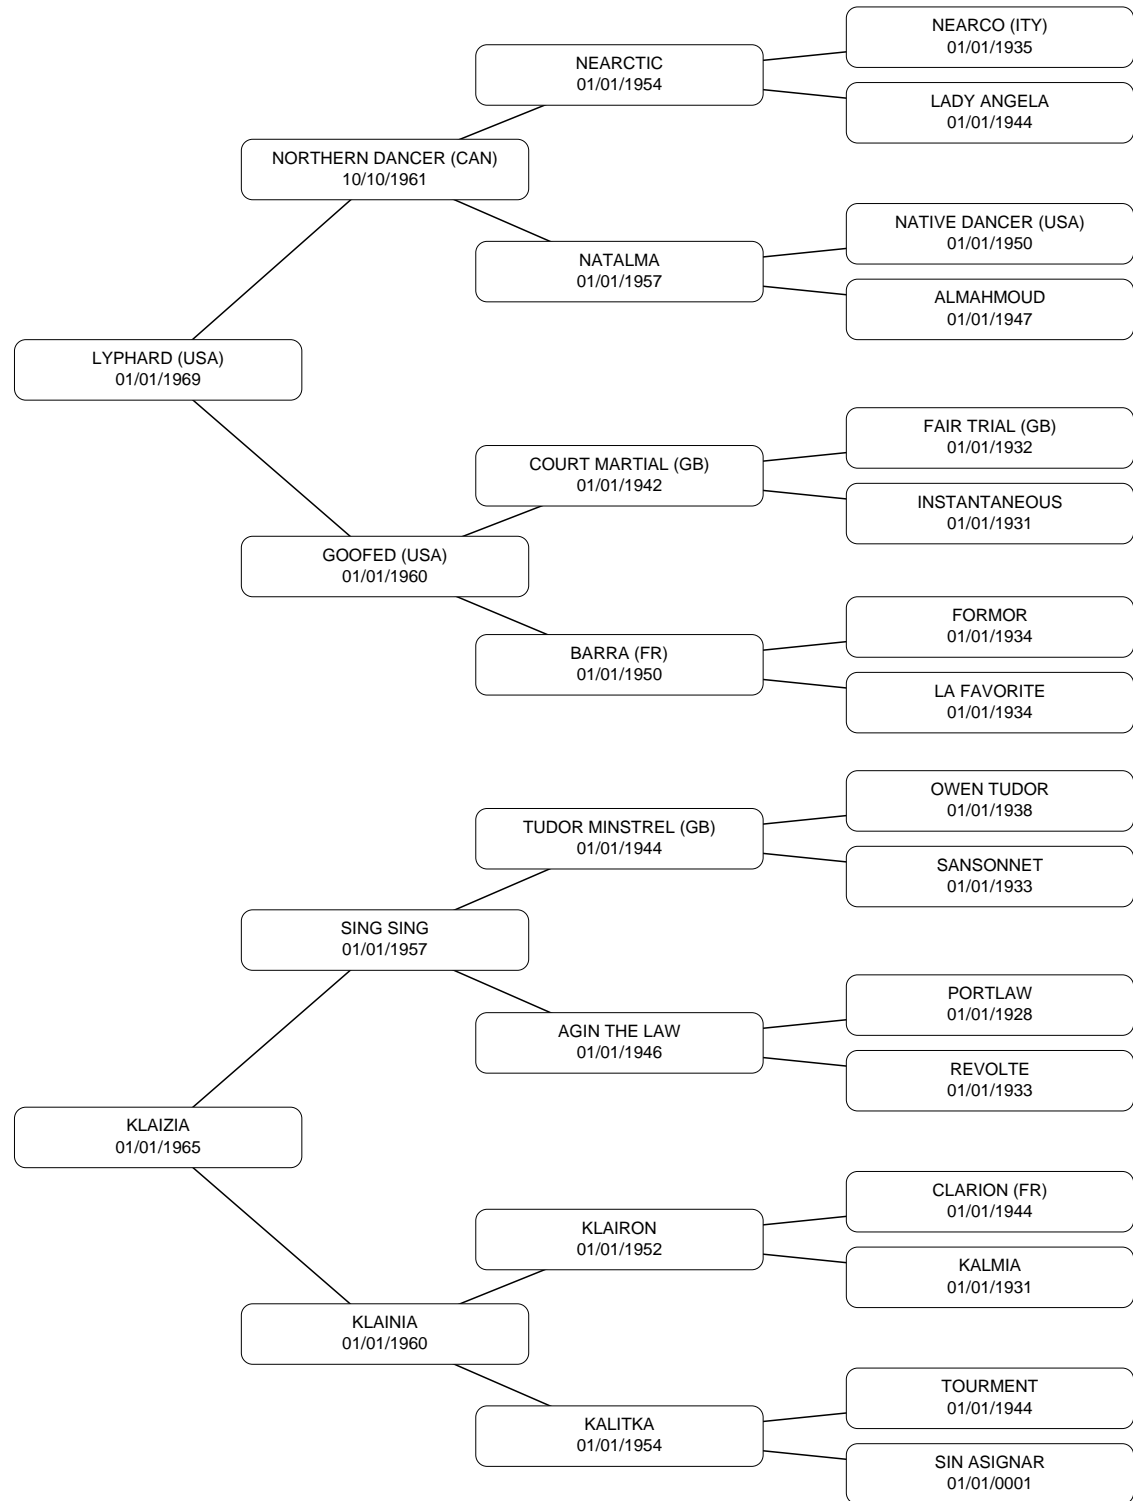 NEARCO (ITY)
01/01/1935
NEARCTIC
01/01/1954
LADY ANGELA
01/01/1944
NORTHERN DANCER (CAN)
10/10/1961
NATIVE DANCER (USA)
01/01/1950
NATALMA
01/01/1957
ALMAHMOUD
01/01/1947
LYPHARD (USA)
01/01/1969
FAIR TRIAL (GB)
01/01/1932
COURT MARTIAL (GB)
01/01/1942
INSTANTANEOUS
01/01/1931
GOOFED (USA)
01/01/1960
FORMOR
01/01/1934
BARRA (FR)
01/01/1950
LA FAVORITE
01/01/1934
OWEN TUDOR
01/01/1938
TUDOR MINSTREL (GB)
01/01/1944
SANSONNET
01/01/1933
SING SING
01/01/1957
PORTLAW
01/01/1928
AGIN THE LAW
01/01/1946
REVOLTE
01/01/1933
KLAIZIA
01/01/1965
CLARION (FR)
01/01/1944
KLAIRON
01/01/1952
KALMIA
01/01/1931
KLAINIA
01/01/1960
TOURMENT
01/01/1944
KALITKA
01/01/1954
SIN ASIGNAR
01/01/0001